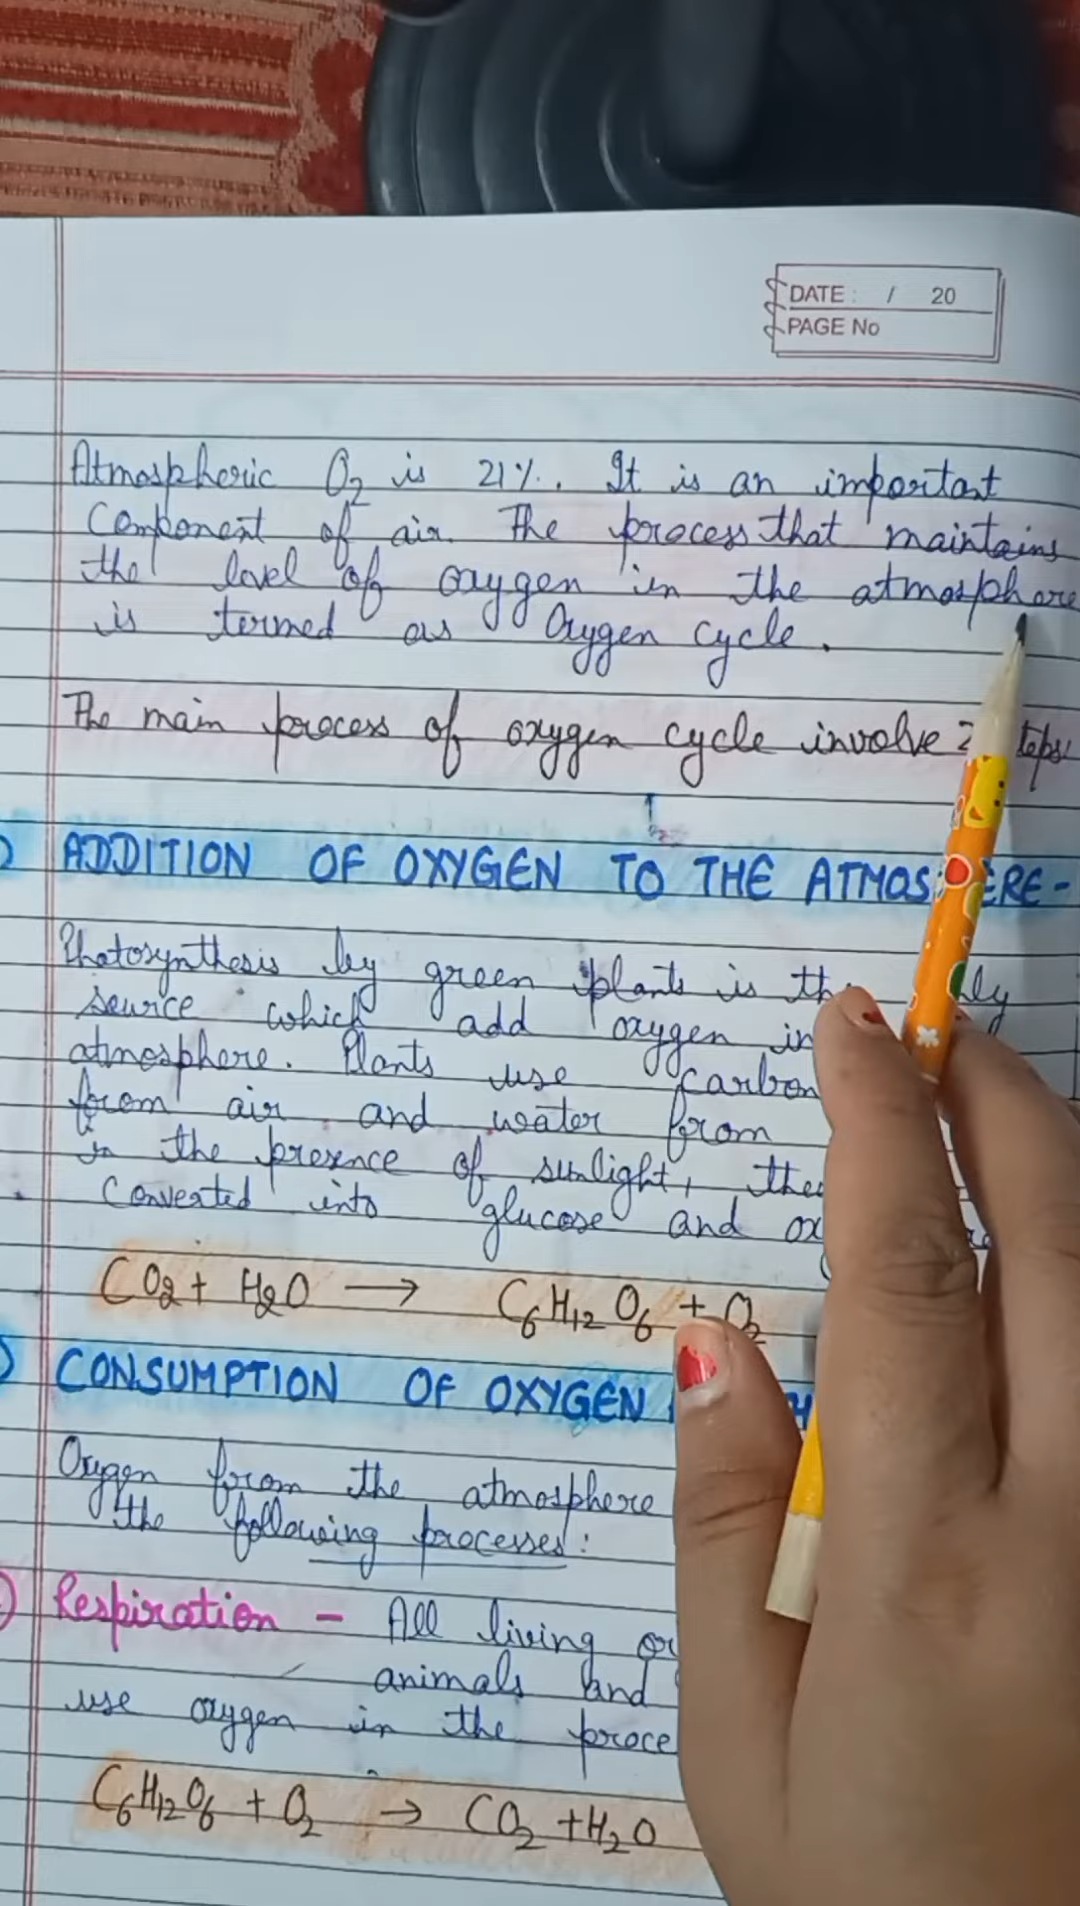 DATE : / 20
PAGE No
Atmospheric O₂ is 21%. It is an important
Component of air. The process that maintains
the level of oxygen in the atmosphere
is termed as Oxygen cycle.
The main process of oxygen cycle involve 2
ADDITION OF OXYGEN TO THE
Photosynthesis by green plants is
source which add oxygen
atmosphere. Plants use carbon
from air and water from
in the presence of sunlight,
Converted into glucose and
CO₂ + H₂O → C₆H₁₂O₆ + O₂
CONSUMPTION OF OXYGEN
Oxygen from the atmosphere
the following processes:
Respiration - All living
animals and
use oxygen in the
C₆H₁₂O₆ + O₂ → CO₂ + H₂O